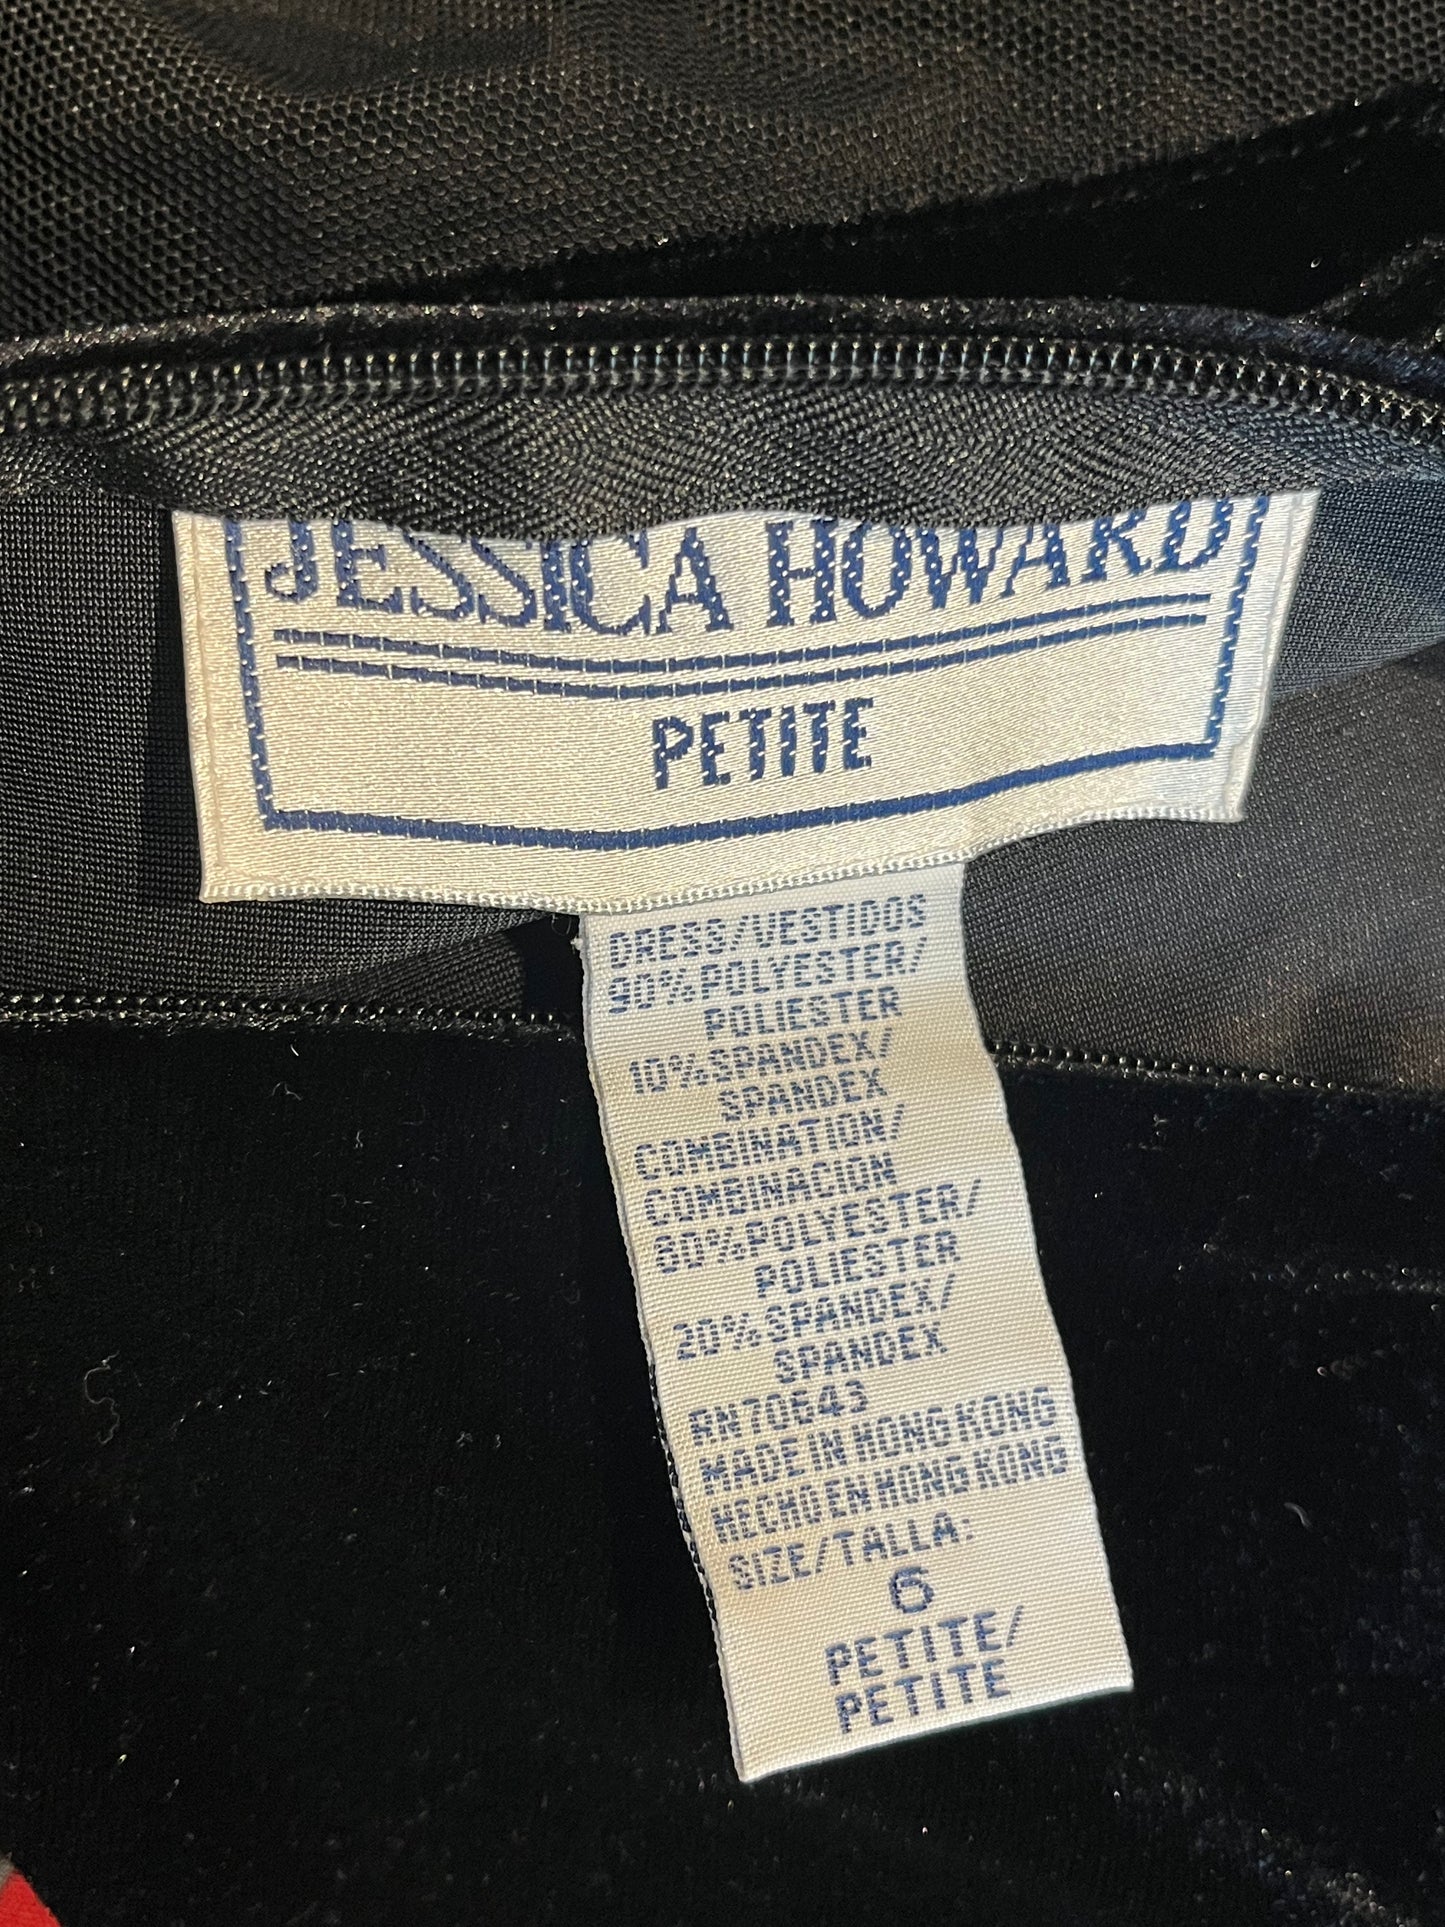 JESSICA HOWARD
PETITE
DRESS/VESTIDOS
90%POLYESTER/
POLIESTER
10%SPANDEX/
SPANDEX
COMBINATION/
COMBINACION
80%POLYESTER/
POLIESTER
20%SPANDEX/
SPANDEX
RN70643
MADE IN HONG KONG
HECHO EN HONG KONG
SIZE/TALLA:
6
PETITE/
PETITE